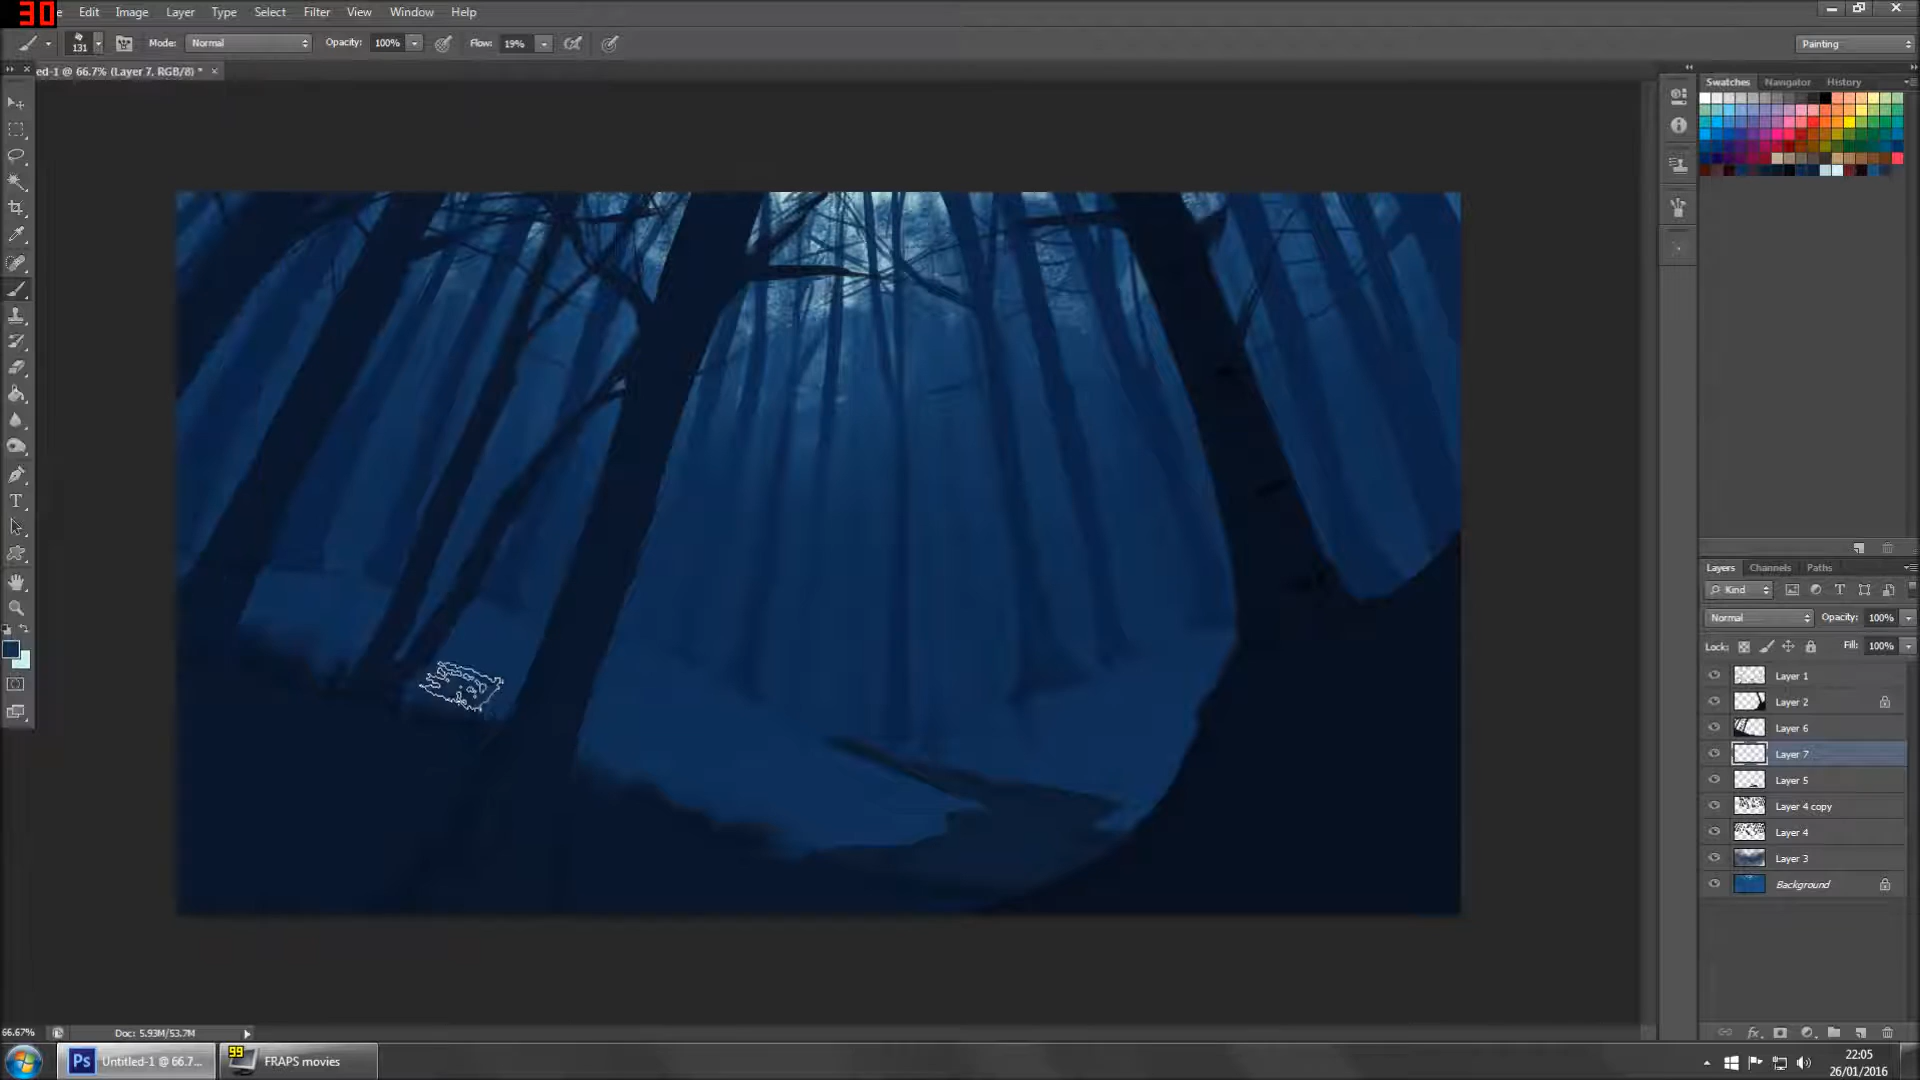 30
Edit Image Layer Type Select Filter View Window Help
131 Mode: Normal Opacity: 100% Flow: 19% Painting
ed-1 @ 66.7% (Layer 7, RGB/8) *
Swatches Navigator History
Layers Channels Paths
Kind
Normal Opacity: 100%
Lock: Fill: 100%
Layer 1
Layer 2
Layer 6
Layer 7
Layer 5
Layer 4 copy
Layer 4
Layer 3
Background
66.67% Doc: 5.93M/53.7M
Ps Untitled-1 @ 66.7... 99 FRAPS movies
22:05
26/01/2016